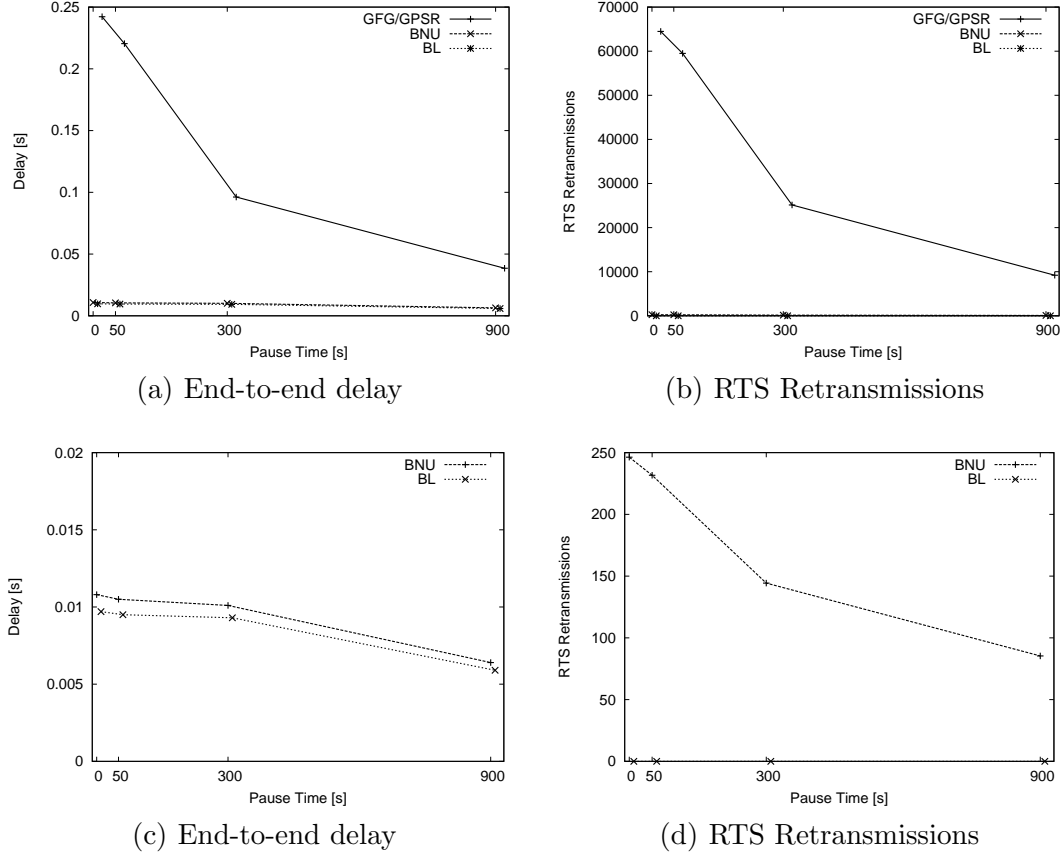 0.25
0.2
0.15
0.1
0.05
0
Delay [s]
0 50 300 900
Pause Time [s]
GFG/GPSR
BNU
BL
(a) End-to-end delay
70000
60000
50000
40000
30000
20000
10000
0
RTS Retransmissions
0 50 300 900
Pause Time [s]
GFG/GPSR
BNU
BL
(b) RTS Retransmissions
0.02
0.015
0.01
0.005
0
Delay [s]
0 50 300 900
Pause Time [s]
BNU
BL
(c) End-to-end delay
250
200
150
100
50
0
RTS Retransmissions
0 50 300 900
Pause Time [s]
BNU
BL
(d) RTS Retransmissions